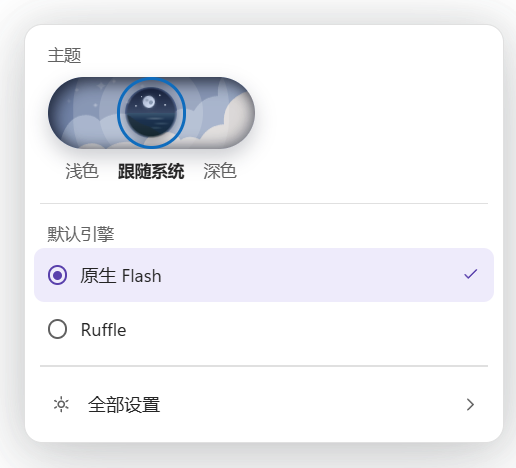 主题
浅色 跟随系统 深色
默认引擎
原生 Flash
Ruffle
全部设置